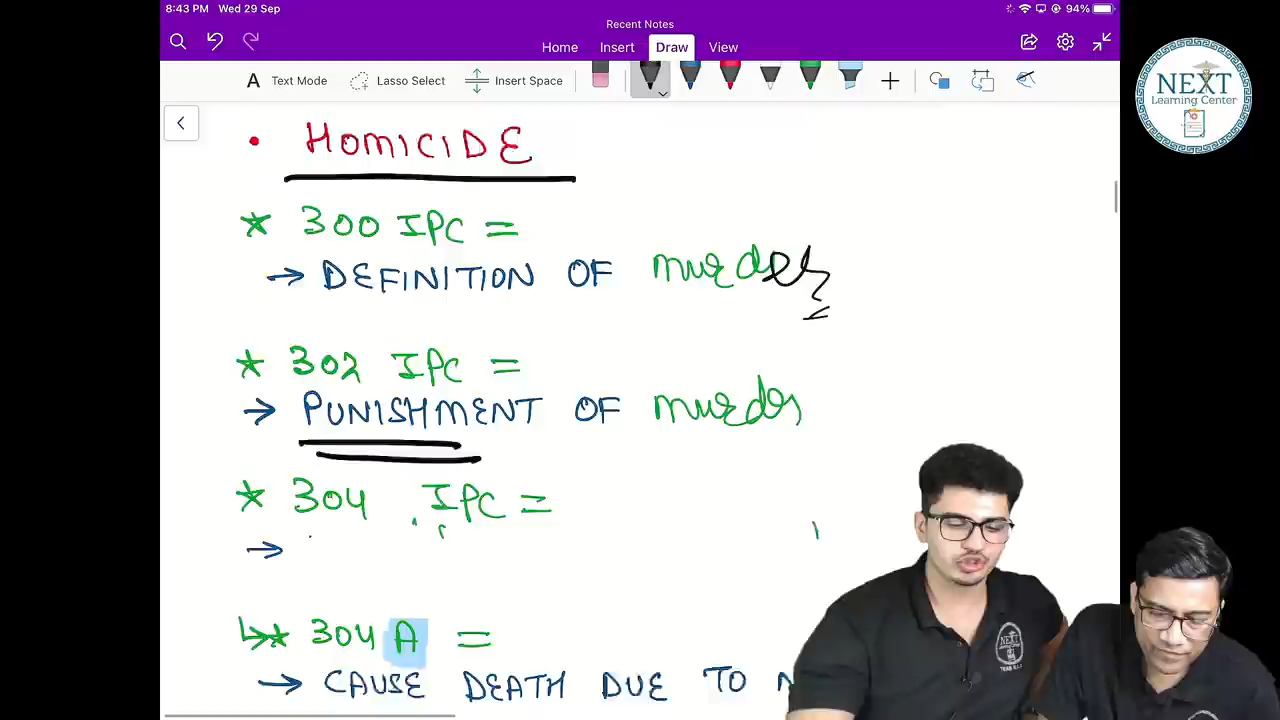 8:43 PM Wed 29 Sep
94%
Recent Notes
Home Insert Draw View
Text Mode Lasso Select Insert Space
NEXT
Learning Center
• HOMICIDE
* 300 IPC =
→ DEFINITION OF murder
* 302 IPC =
→ PUNISHMENT OF murder
* 304 IPC =
→
↳* 304 A =
→ CAUSE DEATH DUE TO N